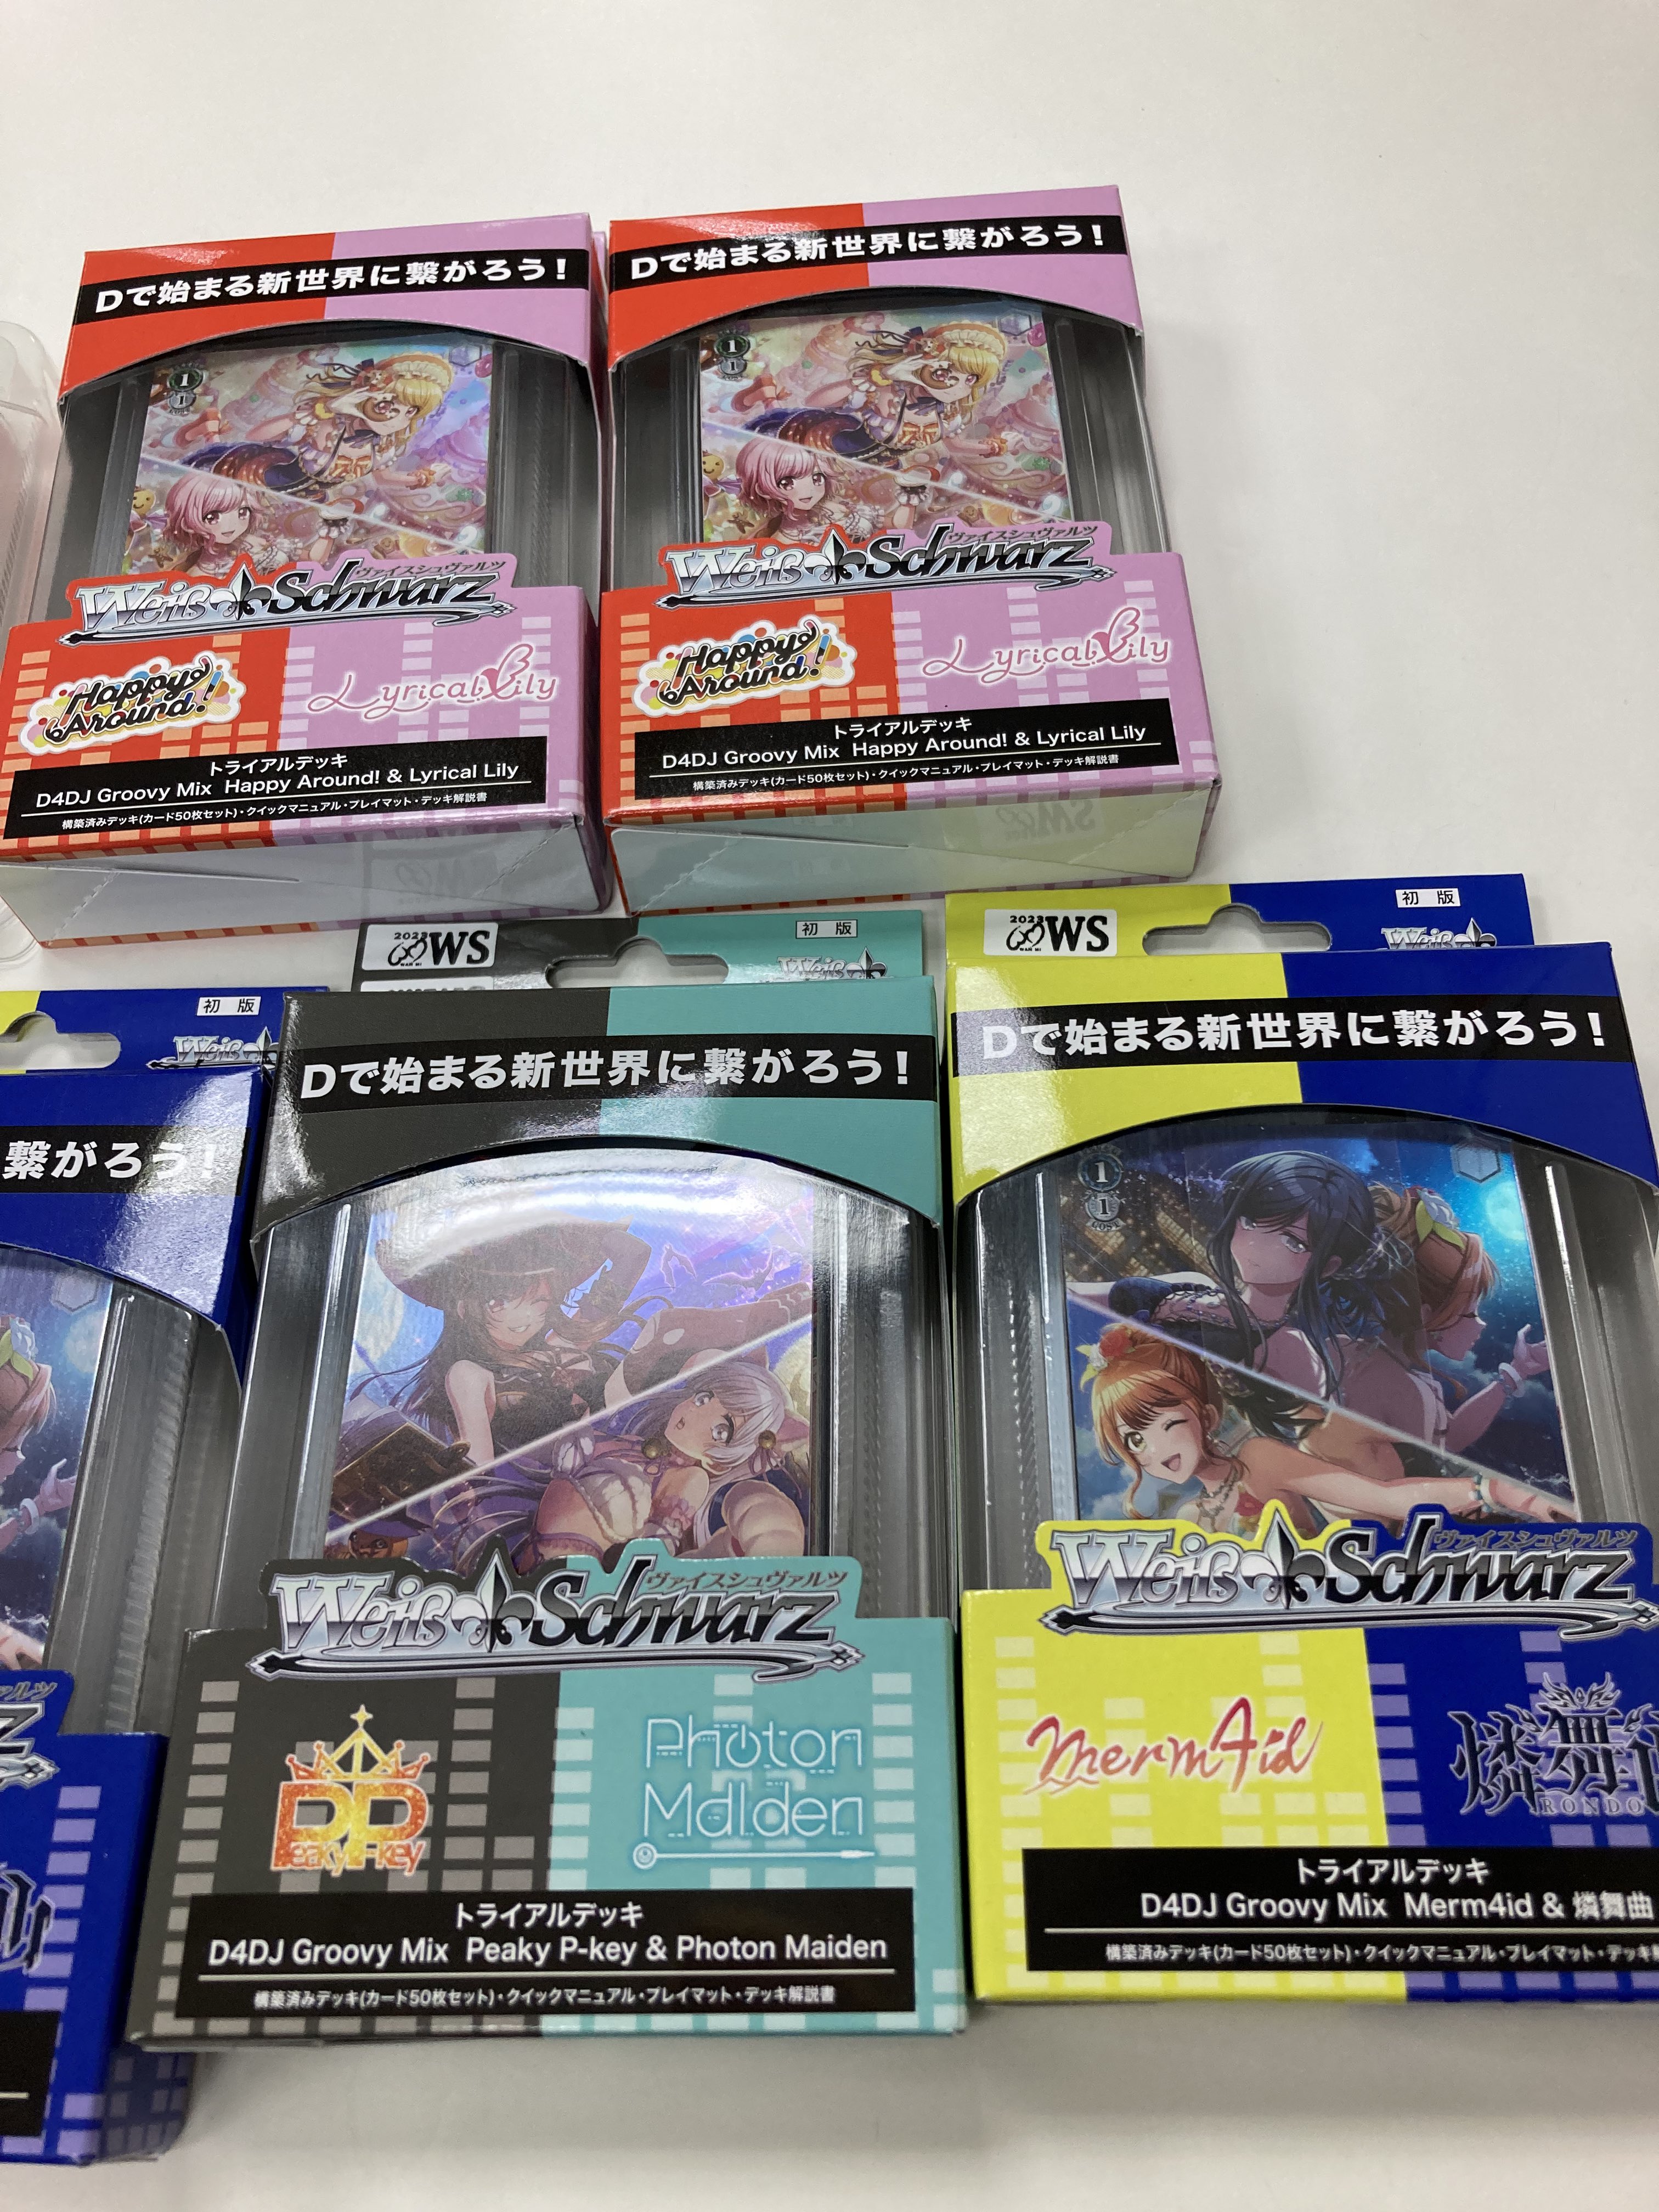 Dで始まる新世界に繋がろう!
1
1
ヴァイスシュヴァルツ
Weiß Schwarz
Happy Around!
Lyrical Lily
トライアルデッキ
D4DJ Groovy Mix Happy Around! & Lyrical Lily
構築済みデッキ(カード50枚セット)・クイックマニュアル・プレイマット・デッキ解説書
Dで始まる新世界に繋がろう!
1
1
ヴァイスシュヴァルツ
Weiß Schwarz
Happy Around!
Lyrical Lily
トライアルデッキ
D4DJ Groovy Mix Happy Around! & Lyrical Lily
構築済みデッキ(カード50枚セット)・クイックマニュアル・プレイマット・デッキ解説書
初版
Weiß
繋がろう!
2023
WS
初版
Weiß
Dで始まる新世界に繋がろう!
ヴァイスシュヴァルツ
Weiß Schwarz
Peaky P-key
Photon Maiden
トライアルデッキ
D4DJ Groovy Mix Peaky P-key & Photon Maiden
構築済みデッキ(カード50枚セット)・クイックマニュアル・プレイマット・デッキ解説書
2023
WS
初版
Weiß
Dで始まる新世界に繋がろう!
1
1
COST
ヴァイスシュヴァルツ
Weiß Schwarz
Merm4id
燐舞曲
RONDO
トライアルデッキ
D4DJ Groovy Mix Merm4id & 燐舞曲
構築済みデッキ(カード50枚セット)・クイックマニュアル・プレイマット・デッキ